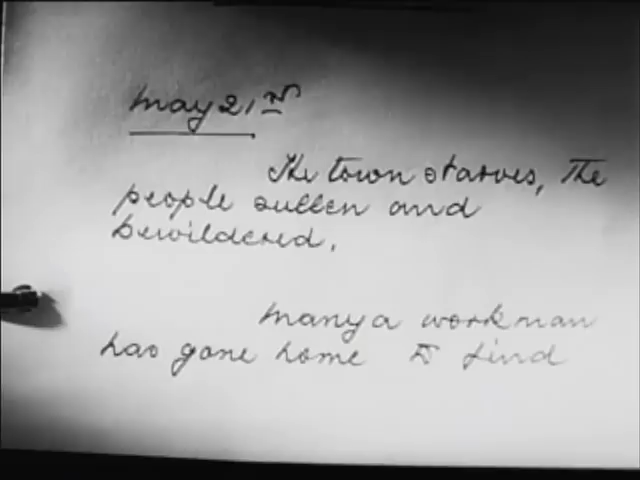 May 21st
The town starves, The
people sullen and
bewildered.
Many a workman
has gone home to find